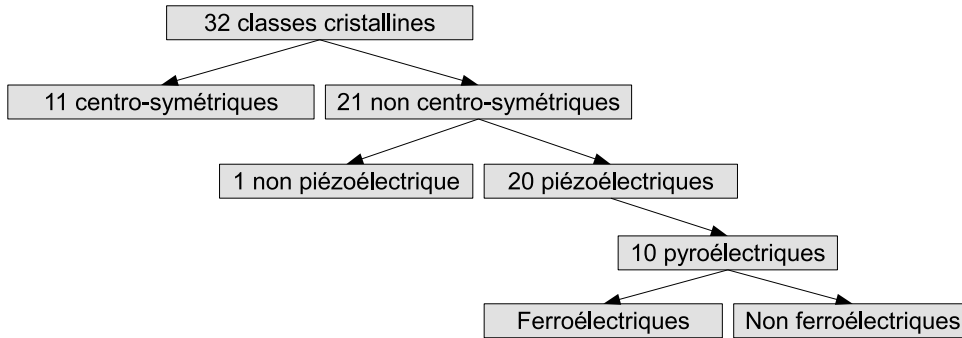 32 classes cristallines
11 centro-symétriques
21 non centro-symétriques
1 non piézoélectrique
20 piézoélectriques
10 pyroélectriques
Ferroélectriques
Non ferroélectriques